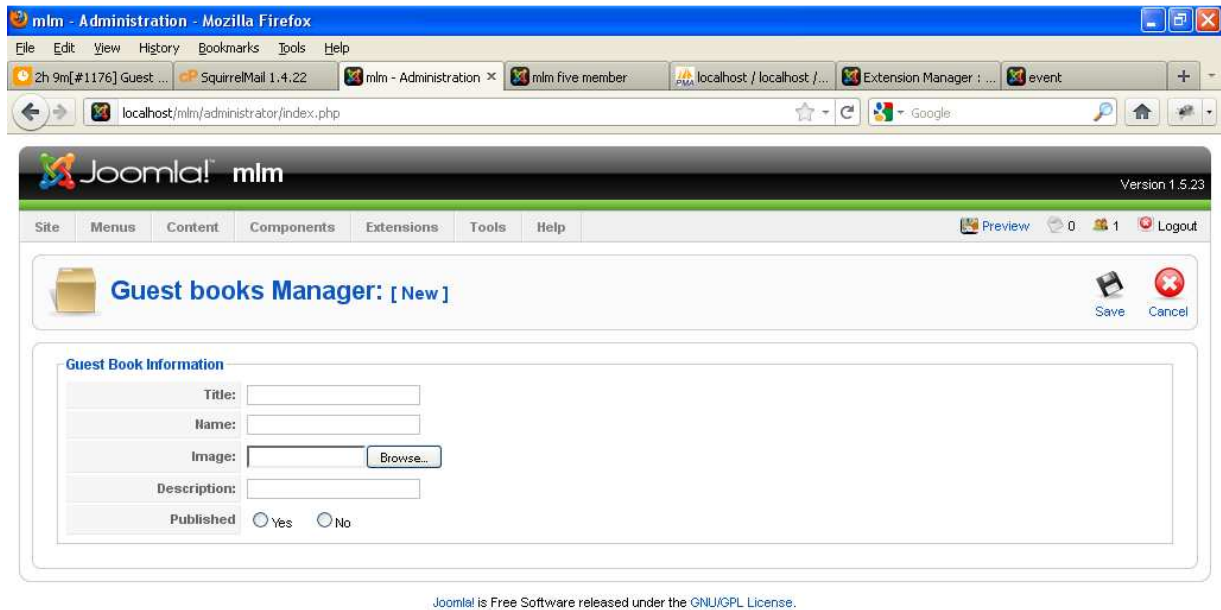 mlm - Administration - Mozilla Firefox
File Edit View History Bookmarks Tools Help
2h 9m[#1176] Guest ... SquirrelMail 1.4.22 mlm - Administration × mlm five member localhost / localhost /... Extension Manager : ... event
localhost/mlm/administrator/index.php Google
Joomla! mlm
Version 1.5.23
Site Menus Content Components Extensions Tools Help Preview 0 1 Logout
Guest books Manager: [ New ]
Save Cancel
Guest Book Information
Title:
Name:
Image: Browse...
Description:
Published Yes No
Joomla! is Free Software released under the GNU/GPL License.